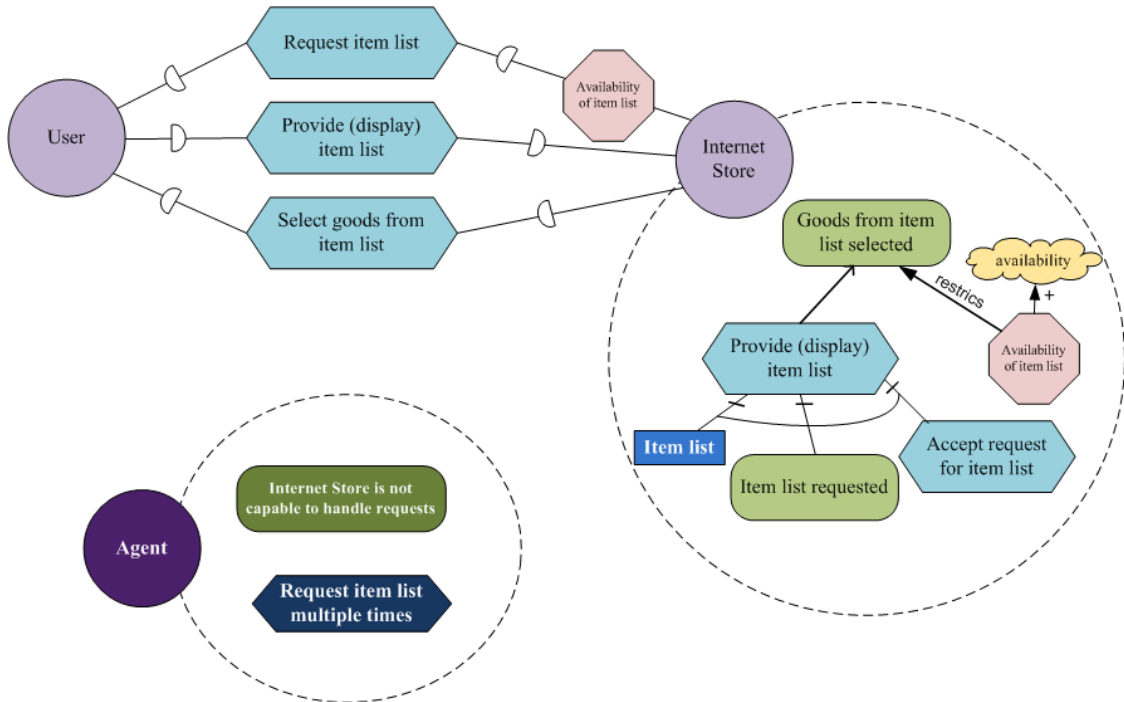 Request item list
Availability
of item list
User
Provide (display)
item list
Internet
Store
Select goods from
item list
Goods from item
list selected
availability
restrics
+
Provide (display)
item list
Availability
of item list
Item list
Accept request
for item list
Item list requested
Internet Store is not
capable to handle requests
Agent
Request item list
multiple times